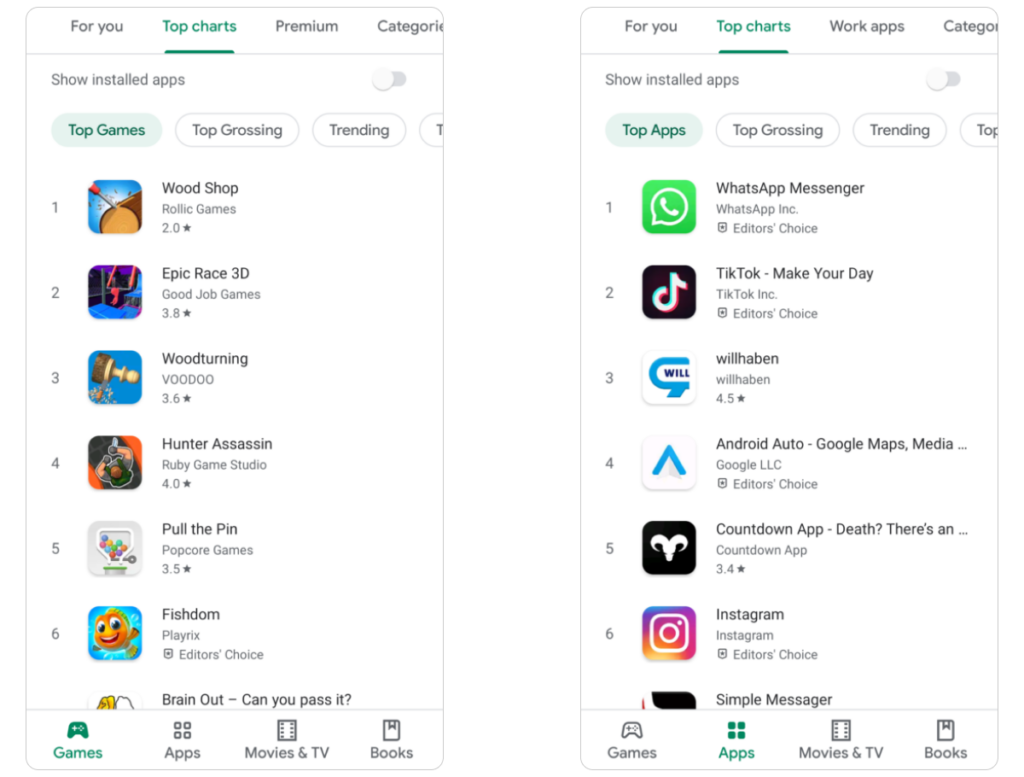 For you Top charts Premium Categorie
Show installed apps
Top Games Top Grossing Trending T
1
Wood Shop
Rollic Games
2.0★
2
Epic Race 3D
Good Job Games
3.8★
3
Woodturning
VOODOO
3.6★
4
Hunter Assassin
Ruby Game Studio
4.0★
5
Pull the Pin
Popcore Games
3.5★
6
Fishdom
Playrix
Editors' Choice
Brain Out – Can you pass it?
Games Apps Movies & TV Books
For you Top charts Work apps Categor
Show installed apps
Top Apps Top Grossing Trending Top
1
WhatsApp Messenger
WhatsApp Inc.
Editors' Choice
2
TikTok - Make Your Day
TikTok Inc.
Editors' Choice
3
WILL
willhaben
willhaben
4.5★
4
Android Auto - Google Maps, Media ...
Google LLC
Editors' Choice
5
Countdown App - Death? There's an ...
Countdown App
3.4★
6
Instagram
Instagram
Editors' Choice
Simple Messager
Games Apps Movies & TV Books